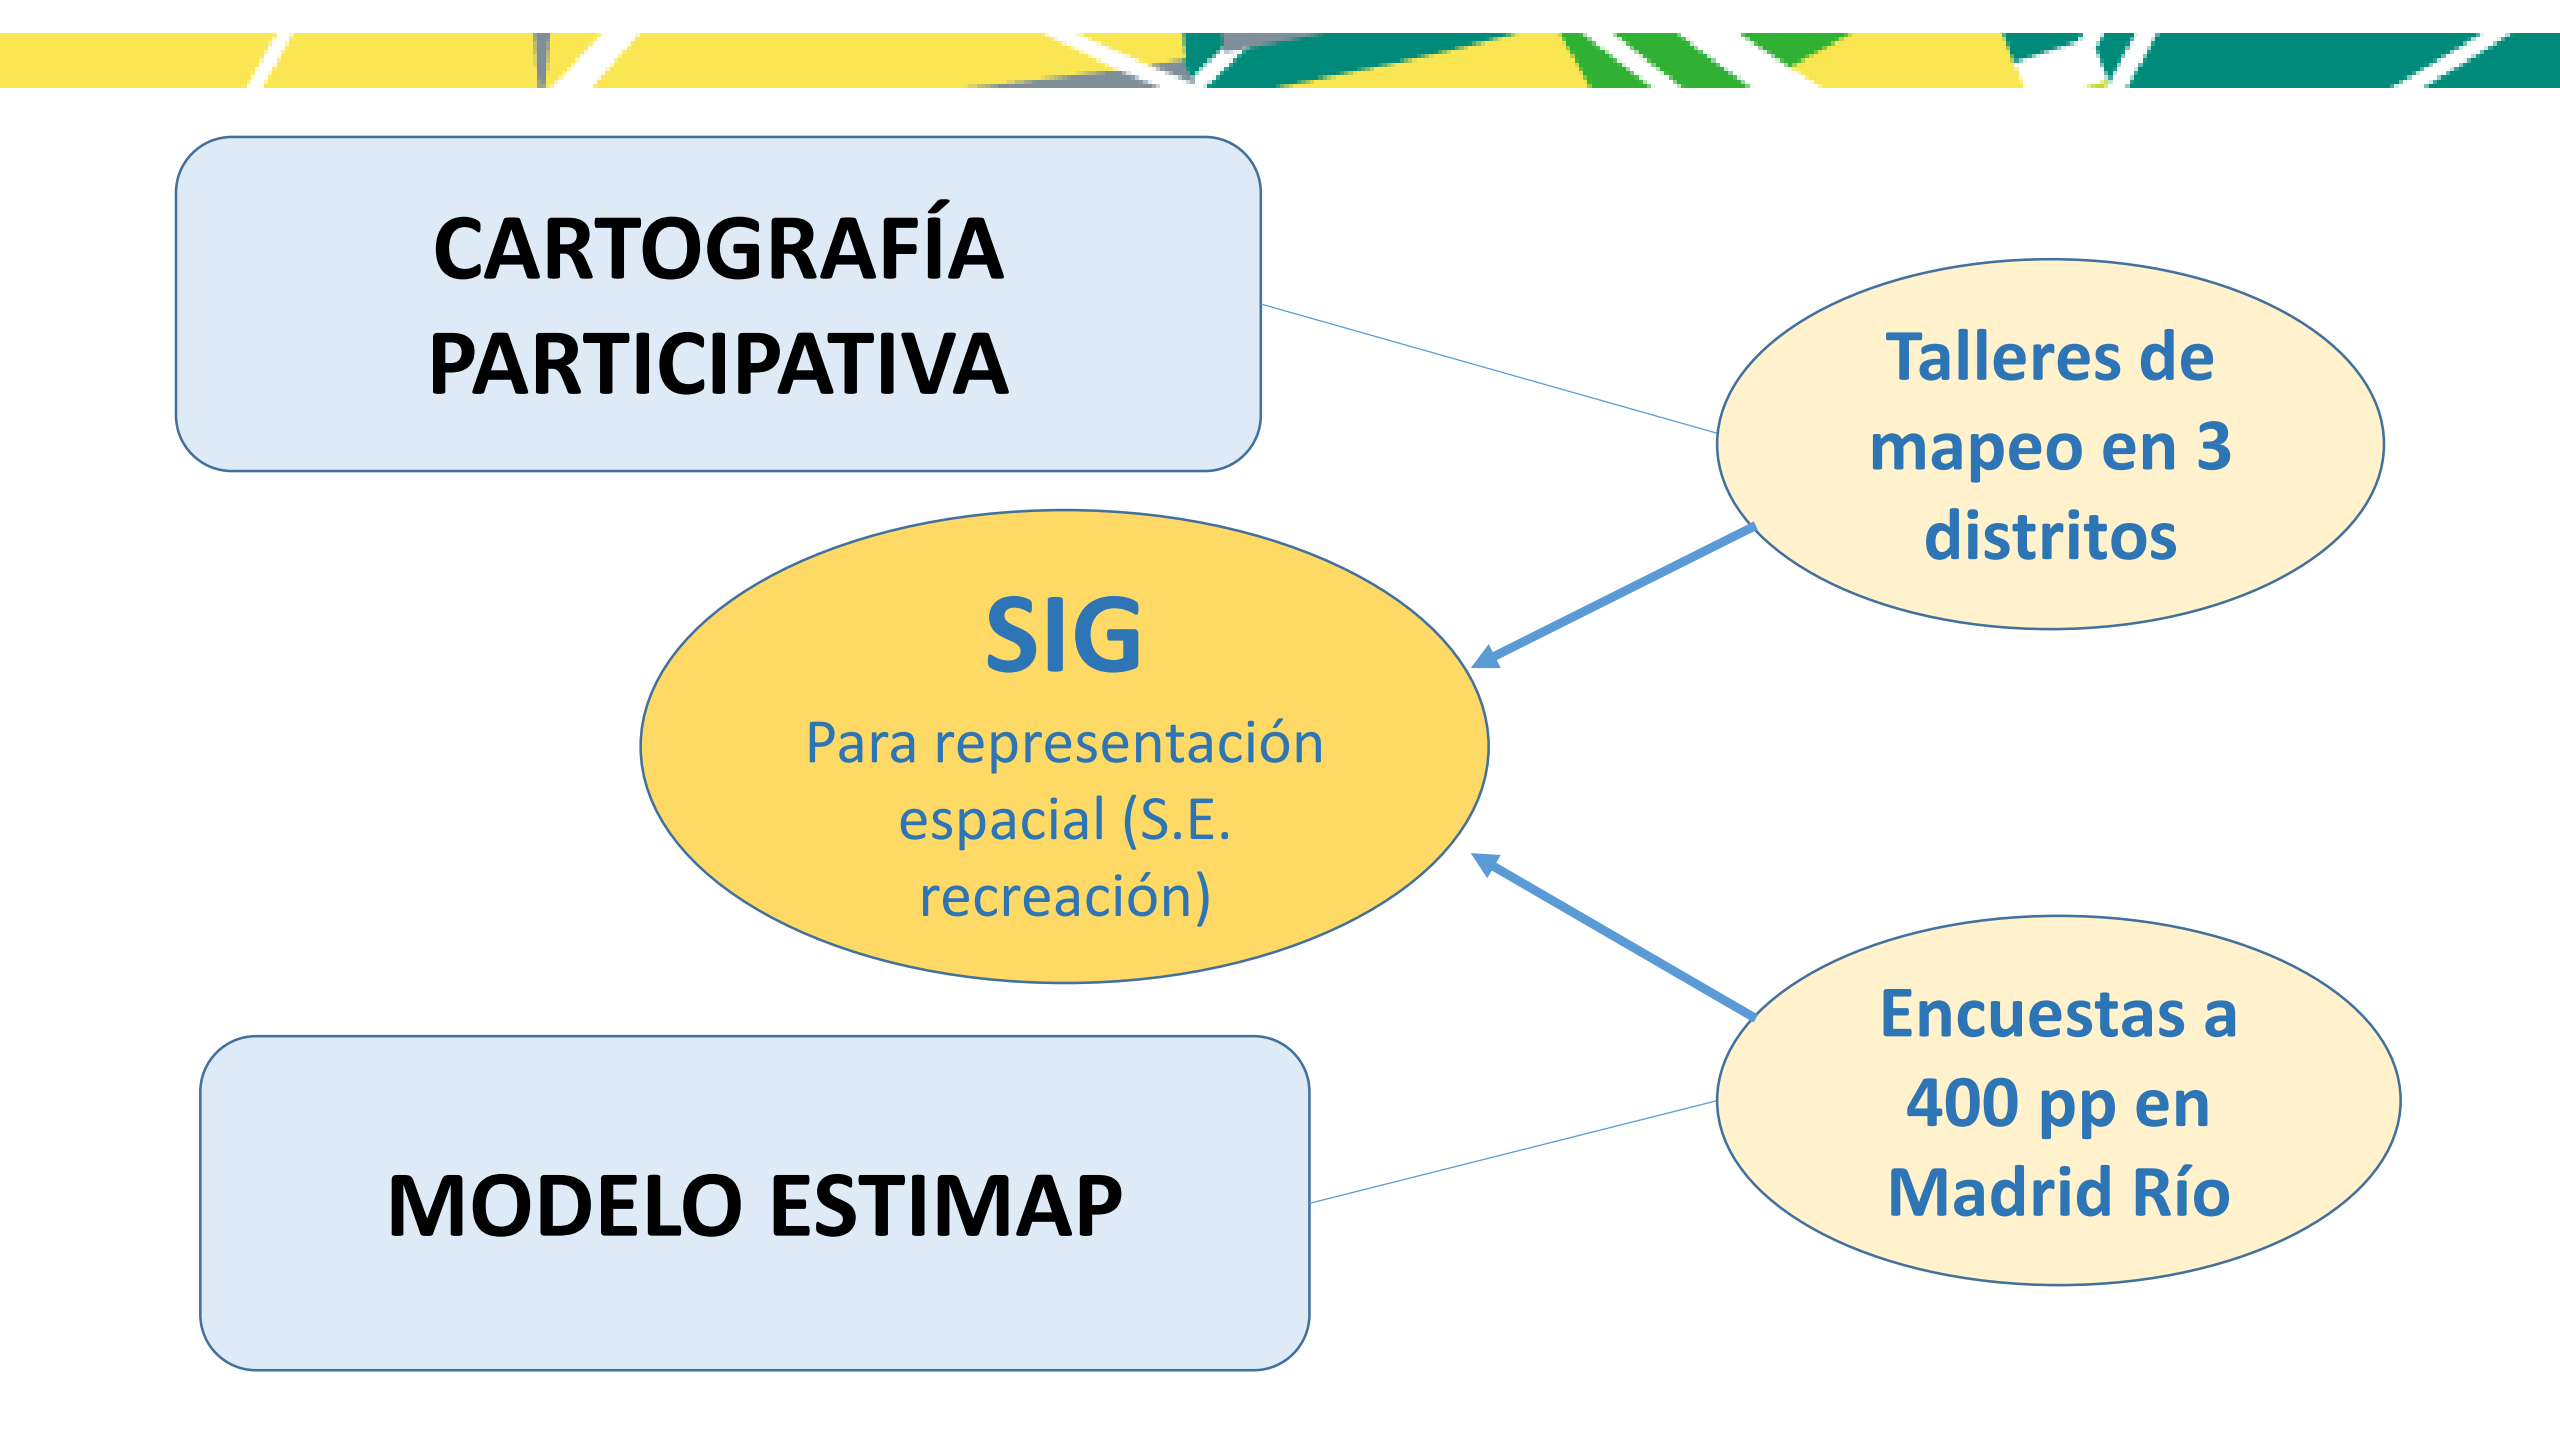 CARTOGRAFÍA
PARTICIPATIVA
Talleres de
mapeo en 3
distritos
SIG
Para representación
espacial (S.E.
recreación)
Encuestas a
400 pp en
Madrid Río
MODELO ESTIMAP